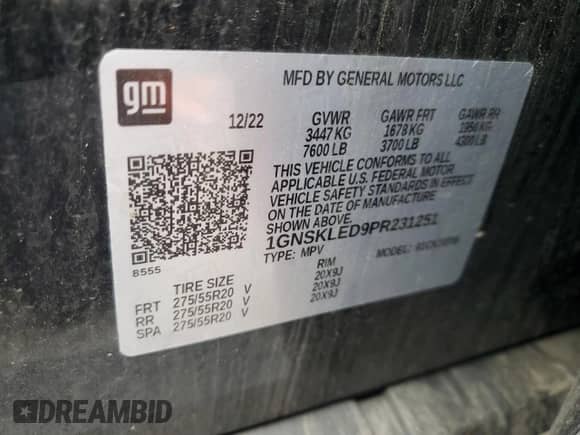 gm
MFD BY GENERAL MOTORS LLC
12/22 GVWR GAWR FRT GAWR RR
3447 KG 1678 KG 1950 KG
7600 LB 3700 LB 4300 LB
THIS VEHICLE CONFORMS TO ALL
APPLICABLE U.S. FEDERAL MOTOR
VEHICLE SAFETY STANDARDS IN EFFECT
ON THE DATE OF MANUFACTURE
SHOWN ABOVE.
1GNSKLED9PR231251
TYPE: MPV MODEL:
8555
TIRE SIZE RIM
FRT 275/55R20 V 20X9J
RR 275/55R20 V 20X9J
SPA 275/55R20 V 20X9J
DREAMBID